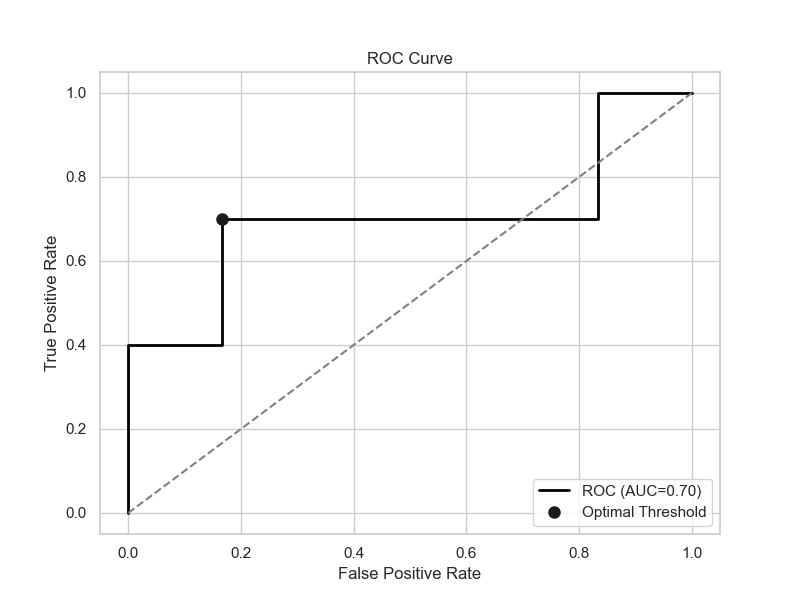 ROC Curve
1.0
0.8
0.6
0.4
0.2
0.0
True Positive Rate
ROC (AUC=0.70)
Optimal Threshold
0.0 0.2 0.4 0.6 0.8 1.0
False Positive Rate